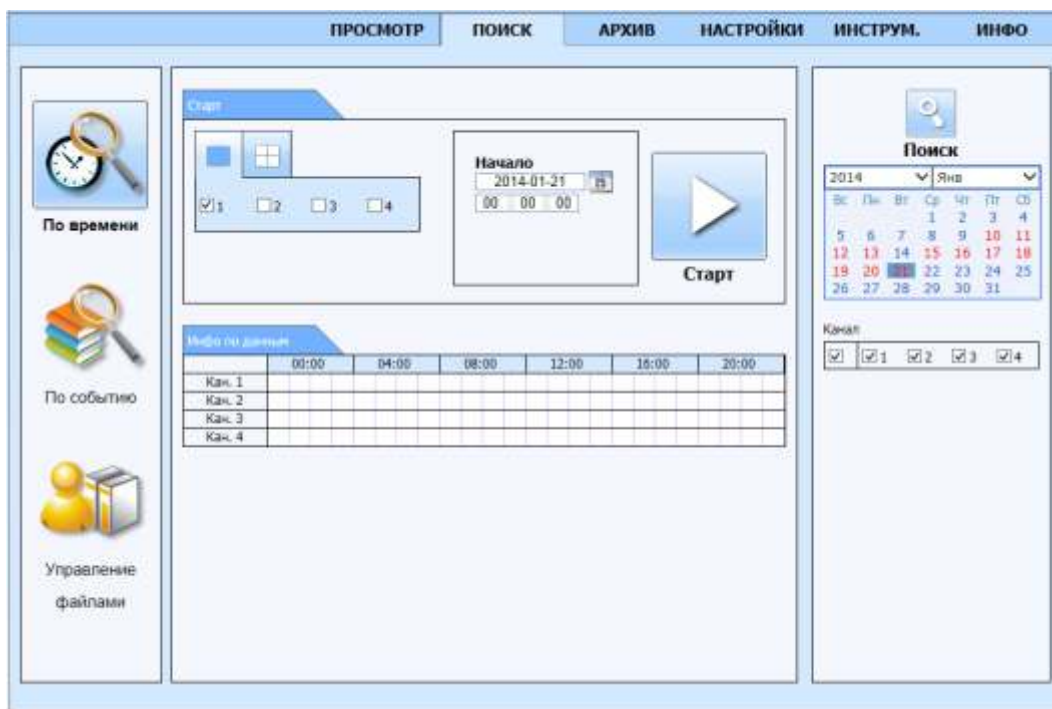 ПРОСМОТР ПОИСК АРХИВ НАСТРОЙКИ ИНСТРУМ. ИНФО
По времени
По событию
Управление
файлами
Старт
1 2 3 4
Начало
2014-01-21
00 00 00
Старт
Инфо по данным
00:00 04:00 08:00 12:00 16:00 20:00
Кан. 1
Кан. 2
Кан. 3
Кан. 4
Поиск
2014 Янв
Вс Пн Вт Ср Чт Пт Сб
1 2 3 4
5 6 7 8 9 10 11
12 13 14 15 16 17 18
19 20 21 22 23 24 25
26 27 28 29 30 31
Канал
1 2 3 4